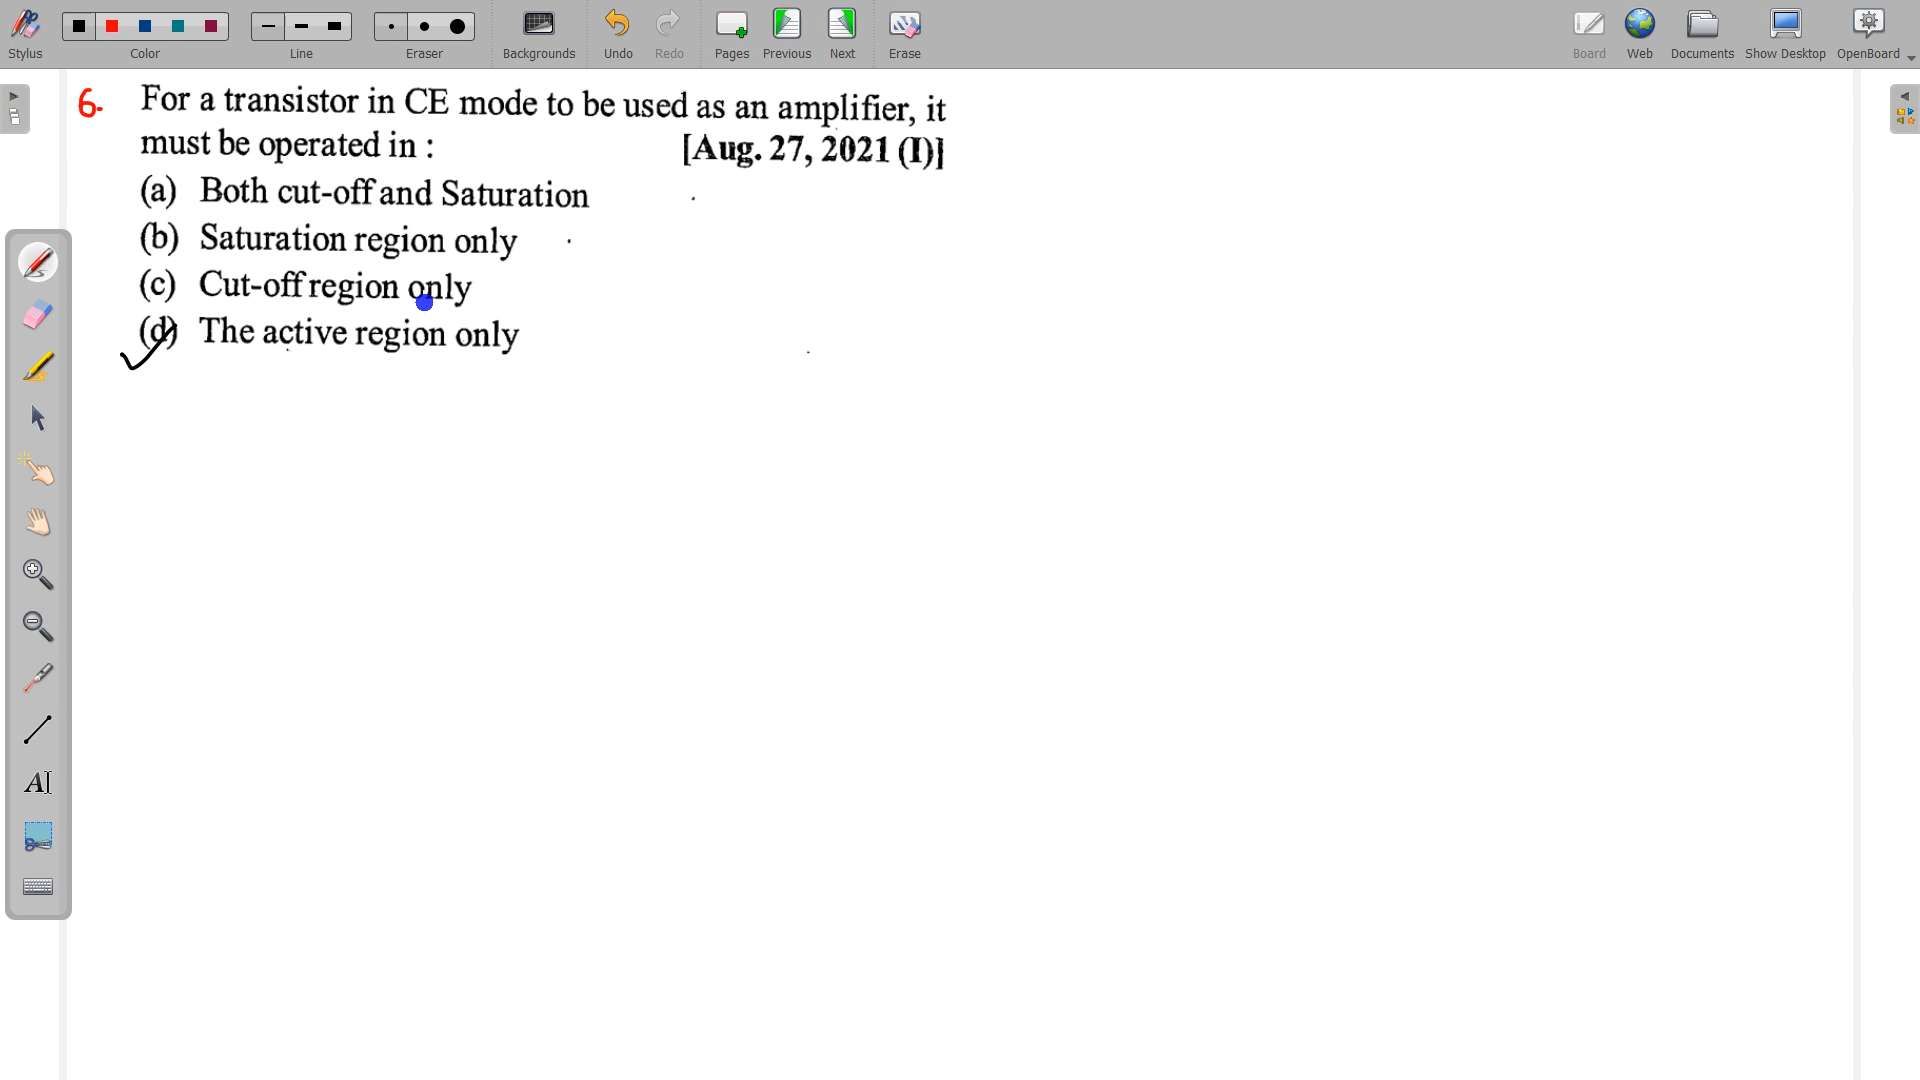 Stylus
Color
Line
Eraser
Backgrounds
Undo
Redo
Pages
Previous
Next
Erase
Board
Web
Documents
Show Desktop
OpenBoard
6. For a transistor in CE mode to be used as an amplifier, it
must be operated in : [Aug. 27, 2021 (I)]
(a) Both cut-off and Saturation
(b) Saturation region only
(c) Cut-off region only
(d) The active region only